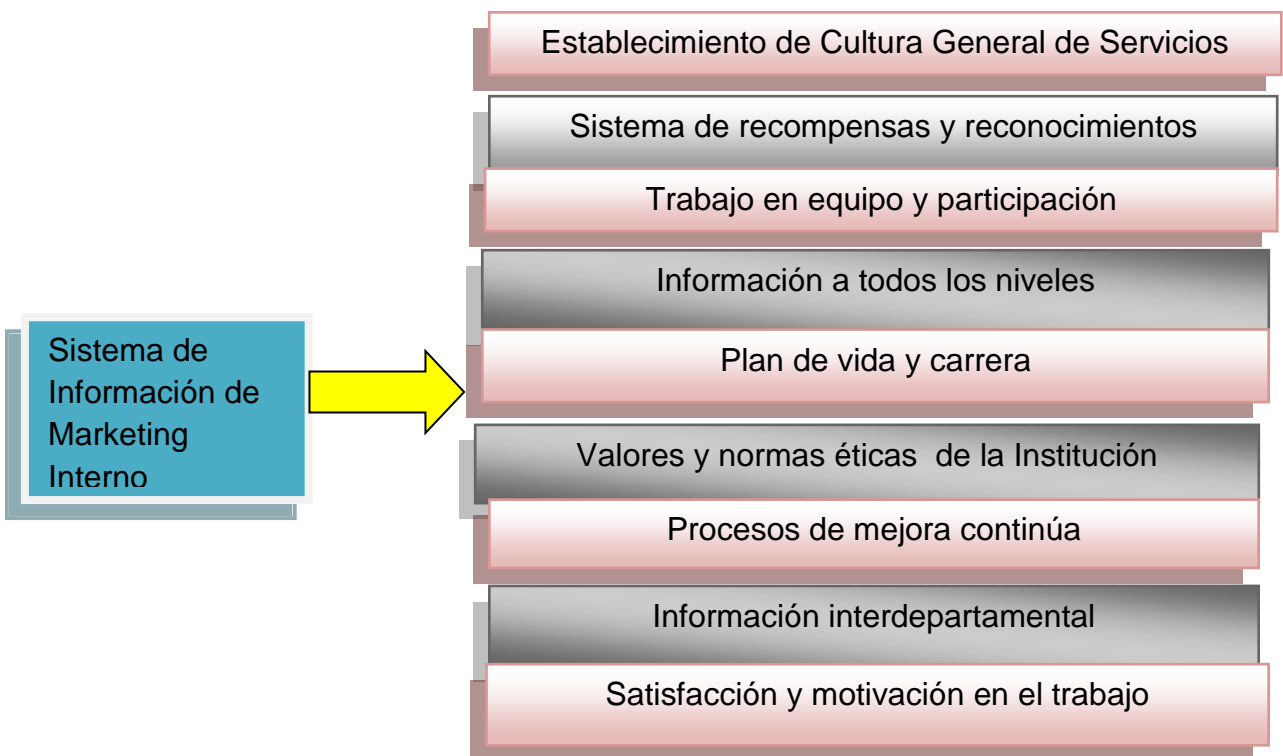 Establecimiento de Cultura General de Servicios
Sistema de recompensas y reconocimientos
Trabajo en equipo y participación
Información a todos los niveles
Plan de vida y carrera
Sistema de
Información de
Marketing
Interno
Valores y normas éticas de la Institución
Procesos de mejora continúa
Información interdepartamental
Satisfacción y motivación en el trabajo